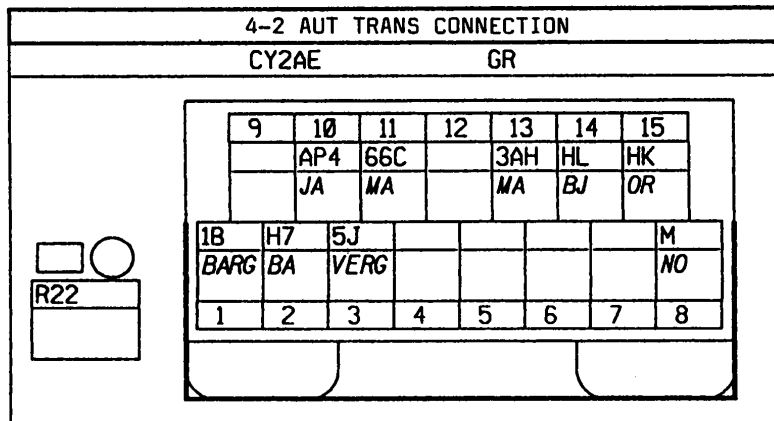 4-2 AUT TRANS CONNECTION
CY2AE GR
9 10 11 12 13 14 15
AP4 66C 3AH HL HK
JA MA MA BJ OR
1B H7 5J M
BARG BA VERG NO
R22
1 2 3 4 5 6 7 8